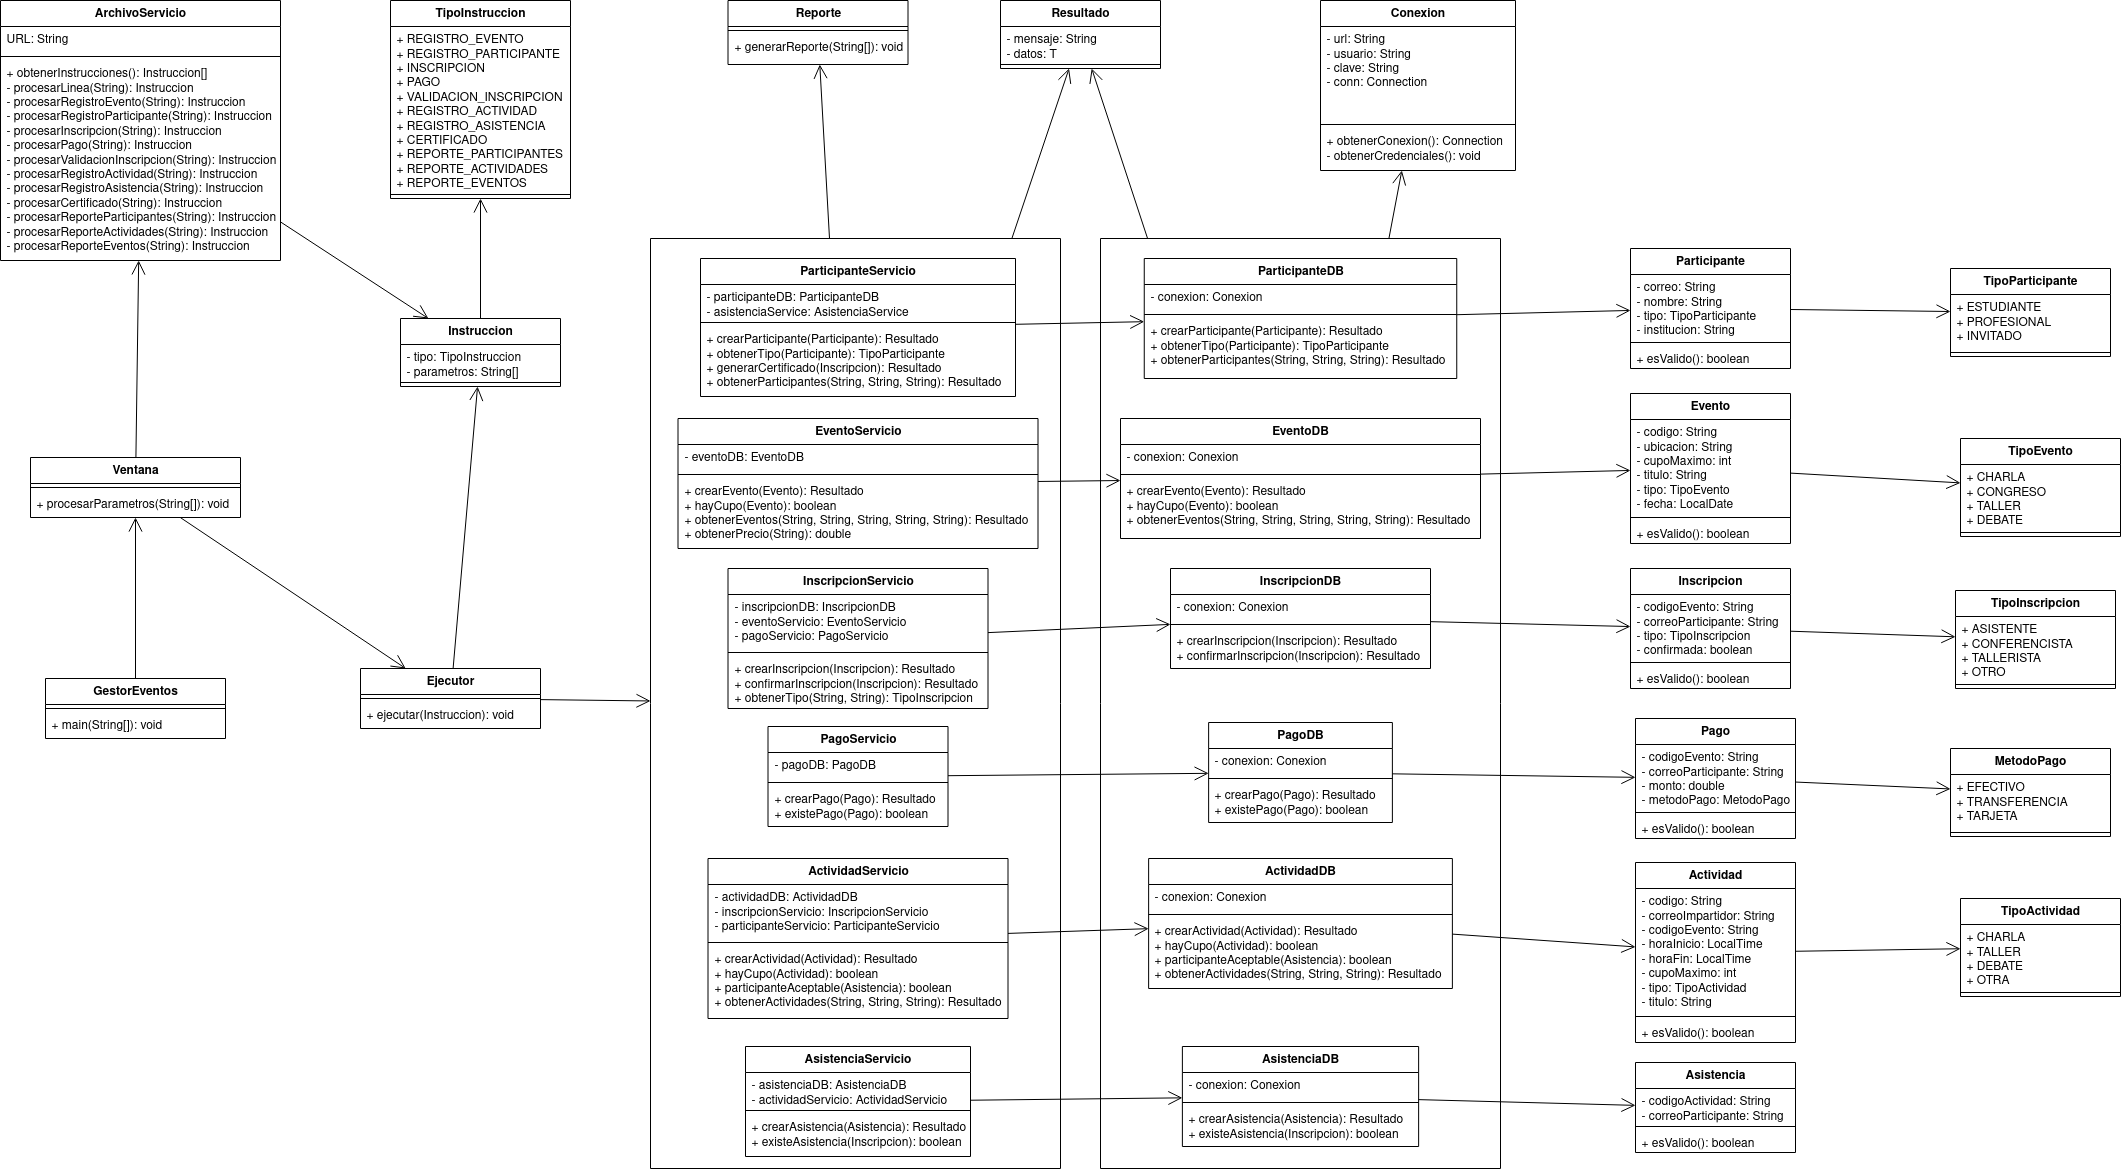 ArchivoServicio
URL: String
+ obtenerInstrucciones(): Instruccion[]
- procesarLinea(String): Instruccion
- procesarRegistroEvento(String): Instruccion
- procesarRegistroParticipante(String): Instruccion
- procesarInscripcion(String): Instruccion
- procesarPago(String): Instruccion
- procesarValidacionInscripcion(String): Instruccion
- procesarRegistroActividad(String): Instruccion
- procesarRegistroAsistencia(String): Instruccion
- procesarCertificado(String): Instruccion
- procesarReporteParticipantes(String): Instruccion
- procesarReporteActividades(String): Instruccion
- procesarReporteEventos(String): Instruccion
TipoInstruccion
+ REGISTRO_EVENTO
+ REGISTRO_PARTICIPANTE
+ INSCRIPCION
+ PAGO
+ VALIDACION_INSCRIPCION
+ REGISTRO_ACTIVIDAD
+ REGISTRO_ASISTENCIA
+ CERTIFICADO
+ REPORTE_PARTICIPANTES
+ REPORTE_ACTIVIDADES
+ REPORTE_EVENTOS
Reporte
+ generarReporte(String[]): void
Resultado
- mensaje: String
- datos: T
Conexion
- url: String
- usuario: String
- clave: String
- conn: Connection
+ obtenerConexion(): Connection
- obtenerCredenciales(): void
Instruccion
- tipo: TipoInstruccion
- parametros: String[]
Ventana
+ procesarParametros(String[]): void
GestorEventos
+ main(String[]): void
Ejecutor
+ ejecutar(Instruccion): void
ParticipanteServicio
- participanteDB: ParticipanteDB
- asistenciaService: AsistenciaService
+ crearParticipante(Participante): Resultado
+ obtenerTipo(Participante): TipoParticipante
+ generarCertificado(Inscripcion): Resultado
+ obtenerParticipantes(String, String, String): Resultado
EventoServicio
- eventoDB: EventoDB
+ crearEvento(Evento): Resultado
+ hayCupo(Evento): boolean
+ obtenerEventos(String, String, String, String, String): Resultado
+ obtenerPrecio(String): double
InscripcionServicio
- inscripcionDB: InscripcionDB
- eventoServicio: EventoServicio
- pagoServicio: PagoServicio
+ crearInscripcion(Inscripcion): Resultado
+ confirmarInscripcion(Inscripcion): Resultado
+ obtenerTipo(String, String): TipoInscripcion
PagoServicio
- pagoDB: PagoDB
+ crearPago(Pago): Resultado
+ existePago(Pago): boolean
ActividadServicio
- actividadDB: ActividadDB
- inscripcionServicio: InscripcionServicio
- participanteServicio: ParticipanteServicio
+ crearActividad(Actividad): Resultado
+ hayCupo(Actividad): boolean
+ participanteAceptable(Asistencia): boolean
+ obtenerActividades(String, String, String): Resultado
AsistenciaServicio
- asistenciaDB: AsistenciaDB
- actividadServicio: ActividadServicio
+ crearAsistencia(Asistencia): Resultado
+ existeAsistencia(Inscripcion): boolean
ParticipanteDB
- conexion: Conexion
+ crearParticipante(Participante): Resultado
+ obtenerTipo(Participante): TipoParticipante
+ obtenerParticipantes(String, String, String): Resultado
EventoDB
- conexion: Conexion
+ crearEvento(Evento): Resultado
+ hayCupo(Evento): boolean
+ obtenerEventos(String, String, String, String, String): Resultado
InscripcionDB
- conexion: Conexion
+ crearInscripcion(Inscripcion): Resultado
+ confirmarInscripcion(Inscripcion): Resultado
PagoDB
- conexion: Conexion
+ crearPago(Pago): Resultado
+ existePago(Pago): boolean
ActividadDB
- conexion: Conexion
+ crearActividad(Actividad): Resultado
+ hayCupo(Actividad): boolean
+ participanteAceptable(Asistencia): boolean
+ obtenerActividades(String, String, String): Resultado
AsistenciaDB
- conexion: Conexion
+ crearAsistencia(Asistencia): Resultado
+ existeAsistencia(Inscripcion): boolean
Participante
- correo: String
- nombre: String
- tipo: TipoParticipante
- institucion: String
+ esValido(): boolean
Evento
- codigo: String
- ubicacion: String
- cupoMaximo: int
- titulo: String
- tipo: TipoEvento
- fecha: LocalDate
+ esValido(): boolean
Inscripcion
- codigoEvento: String
- correoParticipante: String
- tipo: TipoInscripcion
- confirmada: boolean
+ esValido(): boolean
Pago
- codigoEvento: String
- correoParticipante: String
- monto: double
- metodoPago: MetodoPago
+ esValido(): boolean
Actividad
- codigo: String
- correoImpartidor: String
- codigoEvento: String
- horaInicio: LocalTime
- horaFin: LocalTime
- cupoMaximo: int
- tipo: TipoActividad
- titulo: String
+ esValido(): boolean
Asistencia
- codigoActividad: String
- correoParticipante: String
+ esValido(): boolean
TipoParticipante
+ ESTUDIANTE
+ PROFESIONAL
+ INVITADO
TipoEvento
+ CHARLA
+ CONGRESO
+ TALLER
+ DEBATE
TipoInscripcion
+ ASISTENTE
+ CONFERENCISTA
+ TALLERISTA
+ OTRO
MetodoPago
+ EFECTIVO
+ TRANSFERENCIA
+ TARJETA
TipoActividad
+ CHARLA
+ TALLER
+ DEBATE
+ OTRA